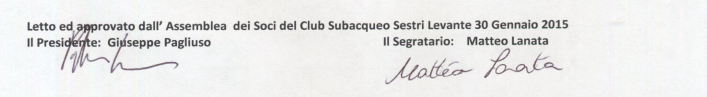 Letto ed approvato dall' Assemblea dei Soci del Club Subacqueo Sestri Levante 30 Gennaio 2015
Il Presidente: Giuseppe Pagliuso Il Segratario: Matteo Lanata
Matteo Lanata